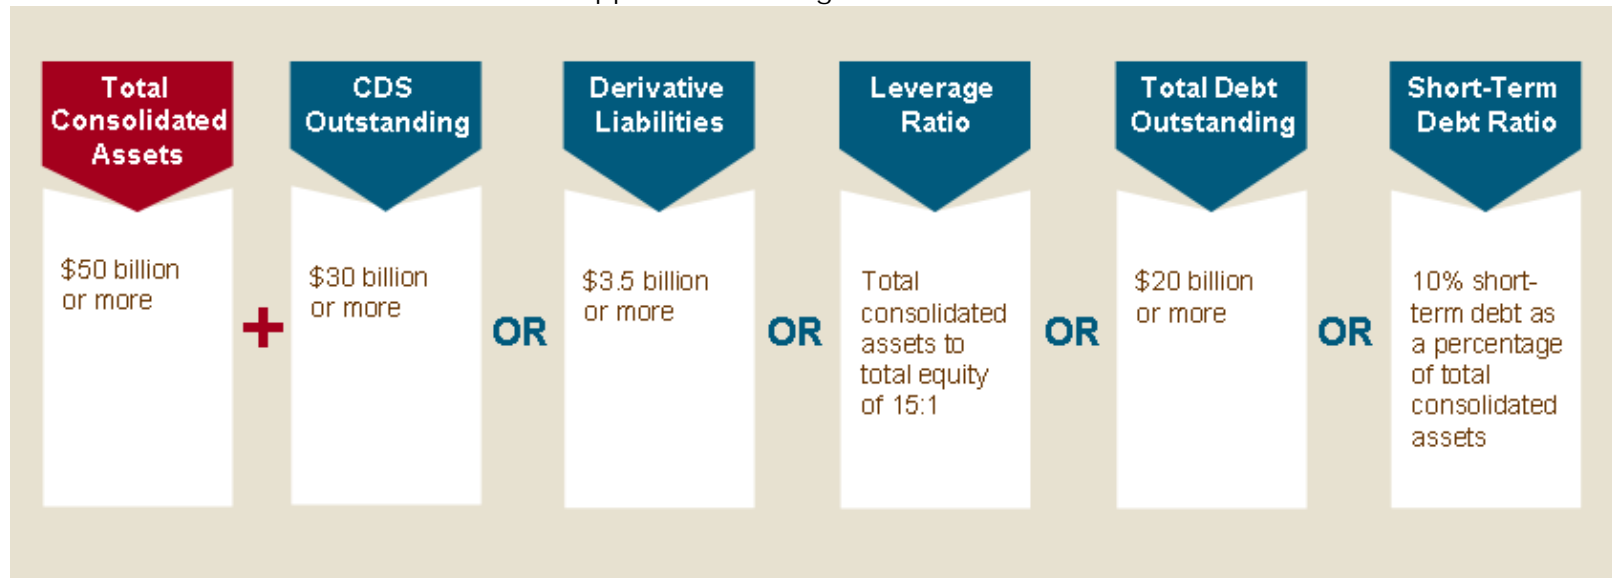 Total
Consolidated
Assets
$50 billion
or more
+
CDS
Outstanding
$30 billion
or more
OR
Derivative
Liabilities
$3.5 billion
or more
OR
Leverage
Ratio
Total
consolidated
assets to
total equity
of 15:1
OR
Total Debt
Outstanding
$20 billion
or more
OR
Short-Term
Debt Ratio
10% short-
term debt as
a percentage
of total
consolidated
assets